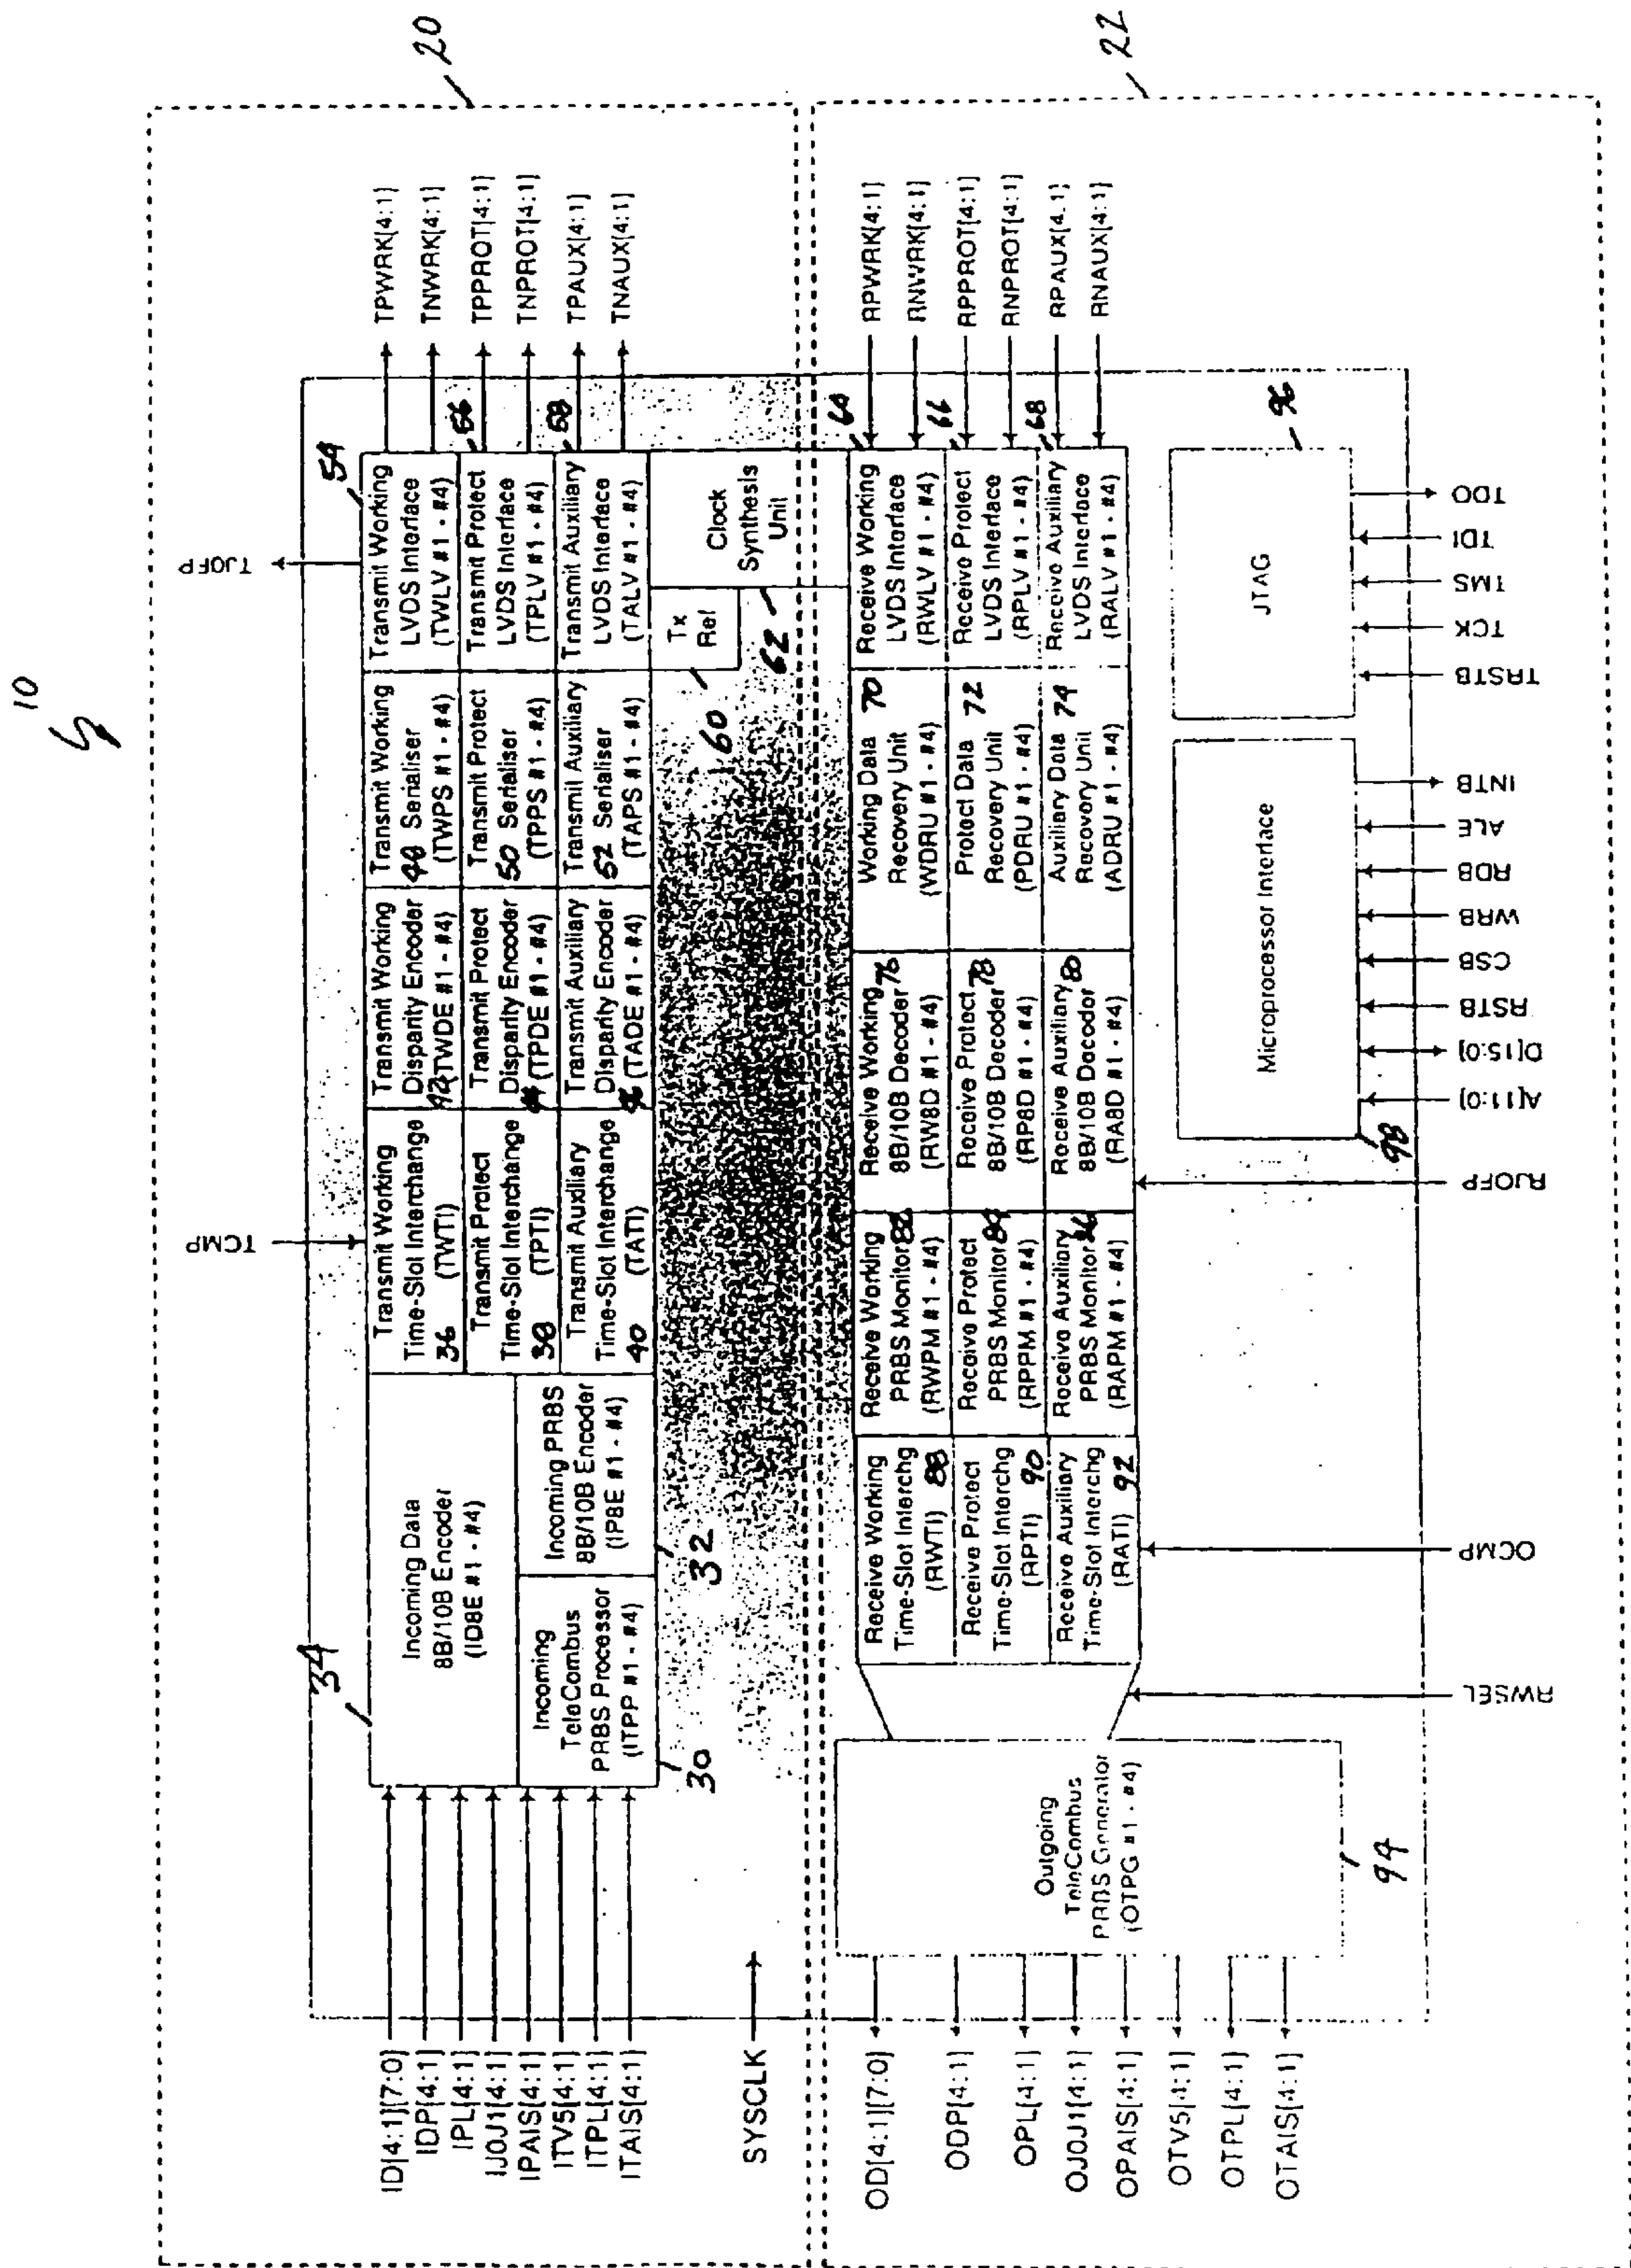 10
20
22
TCMP
TJ0FP
ID[4:1][7:0]
IDP[4:1]
IPL[4:1]
IJ0J1[4:1]
IPAIS[4:1]
ITV5[4:1]
ITPL[4:1]
ITAIS[4:1]
SYSCLK
34
Incoming Data
8B/10B Encoder
(ID8E #1 - #4)
Incoming
TeleCombus
PRBS Processor
(ITPP #1 - #4)
30
Incoming PRBS
8B/10B Encoder
(IP8E #1 - #4)
32
Transmit Working
Time-Slot Interchange
36 (TWTI)
Transmit Protect
Time-Slot Interchange
38 (TPTI)
Transmit Auxiliary
Time-Slot Interchange
40 (TATI)
Transmit Working
Disparity Encoder
42 TWDE #1 - #4)
Transmit Protect
Disparity Encoder
44 (TPDE #1 - #4)
Transmit Auxiliary
Disparity Encoder
46 (TADE #1 - #4)
Transmit Working
48 Serialiser
(TWPS #1 - #4)
Transmit Protect
50 Serialiser
(TPPS #1 - #4)
Transmit Auxiliary
52 Serialiser
(TAPS #1 - #4)
54
Transmit Working
LVDS Interface
(TWLV #1 - #4)
56
Transmit Protect
LVDS Interface
(TPLV #1 - #4)
58
Transmit Auxiliary
LVDS Interface
(TALV #1 - #4)
60
Tx
Ref
62
Clock
Synthesis
Unit
TPWRK[4:1]
TNWRK[4:1]
TPPROT[4:1]
TNPROT[4:1]
TPAUX[4:1]
TNAUX[4:1]
OD[4:1][7:0]
ODP[4:1]
OPL[4:1]
OJ0J1[4:1]
OPAIS[4:1]
OTV5[4:1]
OTPL[4:1]
OTAIS[4:1]
Outgoing
TeleCombus
PRBS Generator
(OTPG #1 - #4)
94
Receive Working
Time-Slot Interchg
(RWTI) 88
Receive Protect
Time-Slot Interchg
(RPTI) 90
Receive Auxiliary
Time-Slot Interchg
(RATI) 92
Receive Working
PRBS Monitor 82
(RWPM #1 - #4)
Receive Protect
PRBS Monitor 84
(RPPM #1 - #4)
Receive Auxiliary
PRBS Monitor 86
(RAPM #1 - #4)
Receive Working
8B/10B Decoder 76
(RW8D #1 - #4)
Receive Protect
8B/10B Decoder 78
(RP8D #1 - #4)
Receive Auxiliary
8B/10B Decoder 80
(RA8D #1 - #4)
Working Data 70
Recovery Unit
(WDRU #1 - #4)
Protect Data 72
Recovery Unit
(PDRU #1 - #4)
Auxiliary Data 74
Recovery Unit
(ADRU #1 - #4)
64
Receive Working
LVDS Interface
(RWLV #1 - #4)
66
Receive Protect
LVDS Interface
(RPLV #1 - #4)
68
Receive Auxiliary
LVDS Interface
(RALV #1 - #4)
RPWRK[4:1]
RNWRK[4:1]
RPPROT[4:1]
RNPROT[4:1]
RPAUX[4:1]
RNAUX[4:1]
Microprocessor Interface
98
JTAG
96
RWSEL
OCMP
RJ0FP
A[11:0]
D[15:0]
RSTB
CSB
WRB
RDB
ALE
INTB
TRSTB
TCK
TMS
TDI
TDO